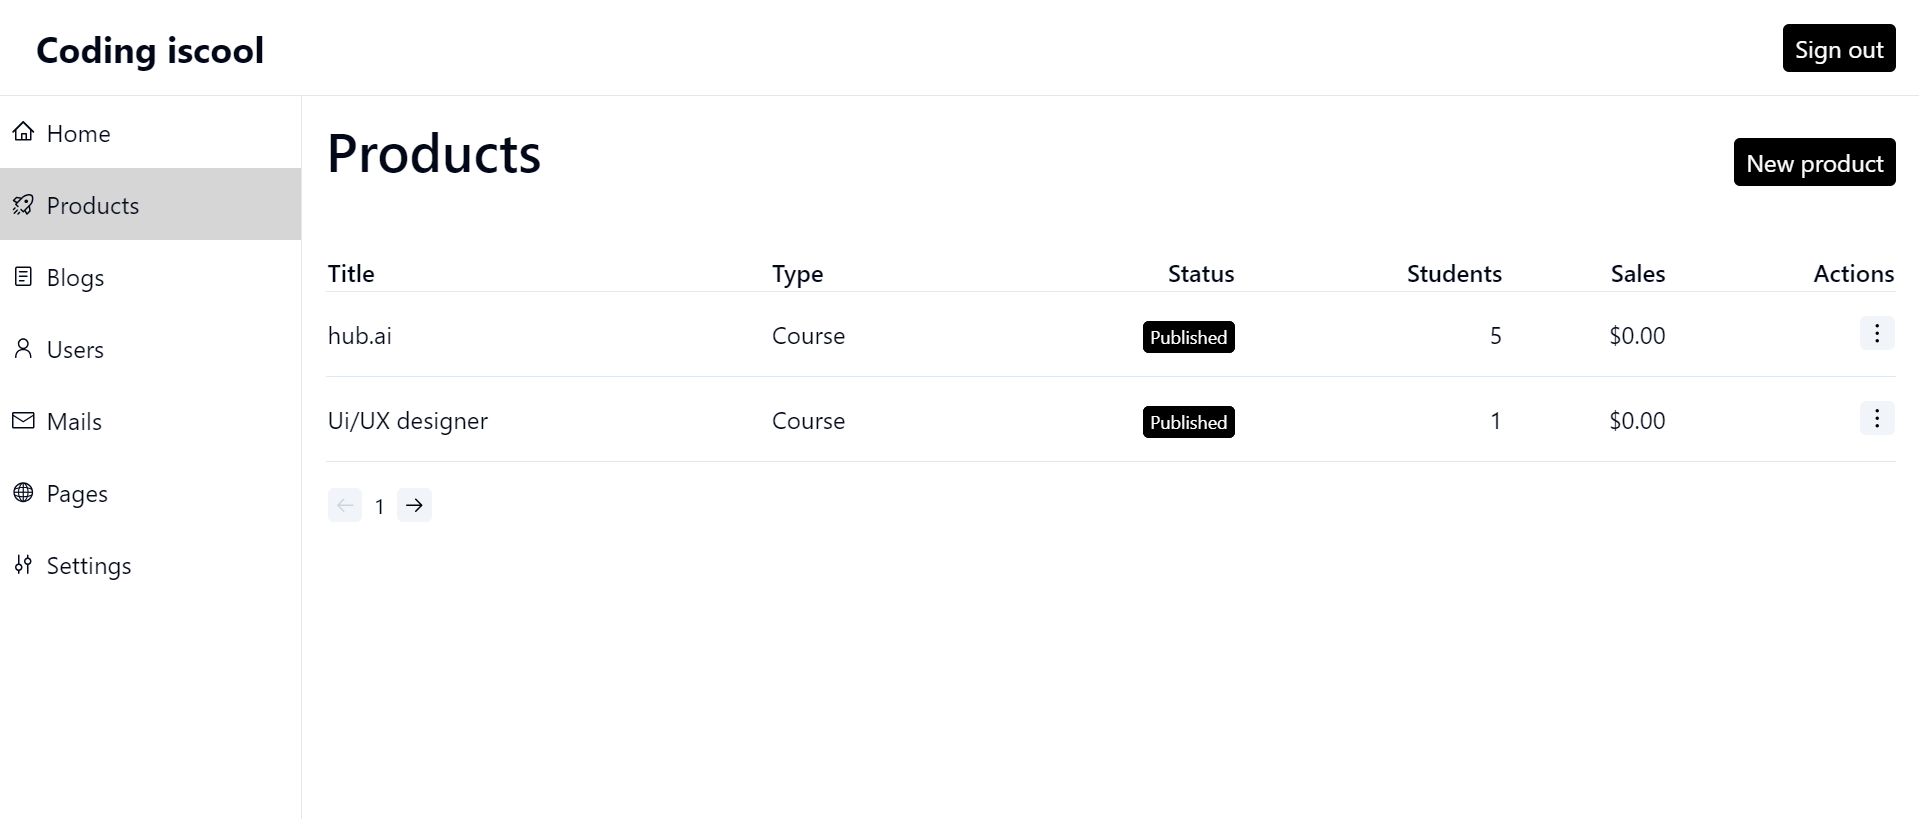 Coding iscool
Sign out
Home
Products
Blogs
Users
Mails
Pages
Settings
Products
New product
Title Type Status Students Sales Actions
hub.ai Course Published 5 $0.00
Ui/UX designer Course Published 1 $0.00
1